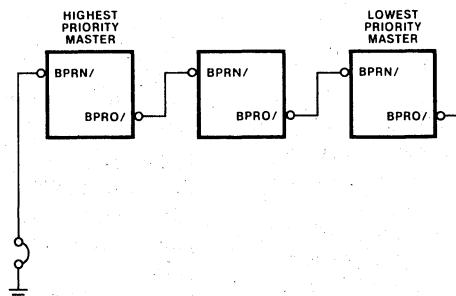 HIGHEST
PRIORITY
MASTER
LOWEST
PRIORITY
MASTER
BPRN/
BPRN/
BPRN/
BPRO/
BPRO/
BPRO/